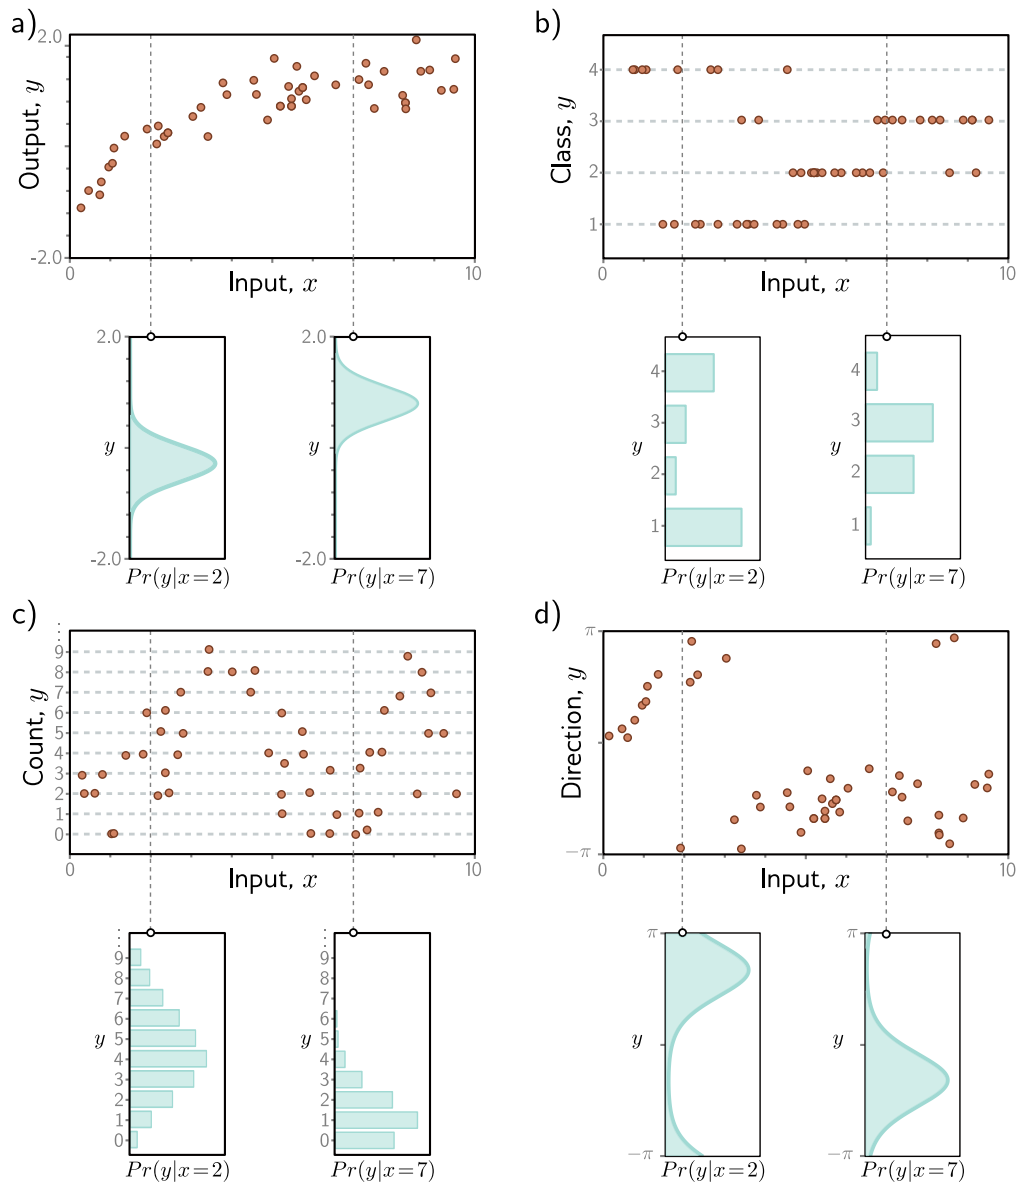 a)
2.0
Output, y
-2.0
0
Input, x
10
2.0
y
-2.0
Pr(y|x=2)
2.0
y
-2.0
Pr(y|x=7)
b)
4
3
2
1
Class, y
0
Input, x
10
4
3
2
1
y
Pr(y|x=2)
4
3
2
1
y
Pr(y|x=7)
c)
⋮
9
8
7
6
5
4
3
2
1
0
Count, y
0
Input, x
10
⋮
9
8
7
6
5
4
3
2
1
0
y
Pr(y|x=2)
⋮
9
8
7
6
5
4
3
2
1
0
y
Pr(y|x=7)
d)
π
Direction, y
−π
0
Input, x
10
π
y
−π
Pr(y|x=2)
π
y
−π
Pr(y|x=7)